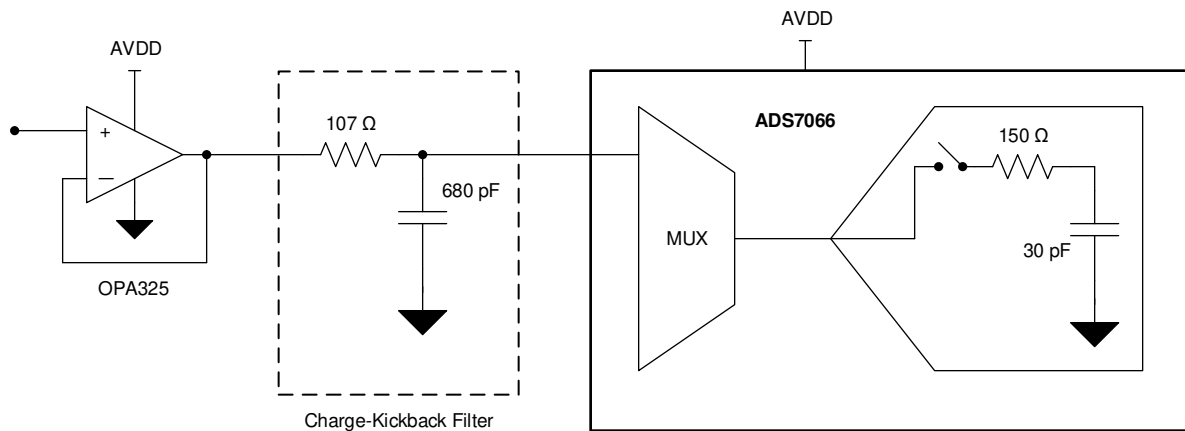 AVDD
AVDD
+
−
OPA325
107 Ω
680 pF
Charge-Kickback Filter
ADS7066
MUX
150 Ω
30 pF